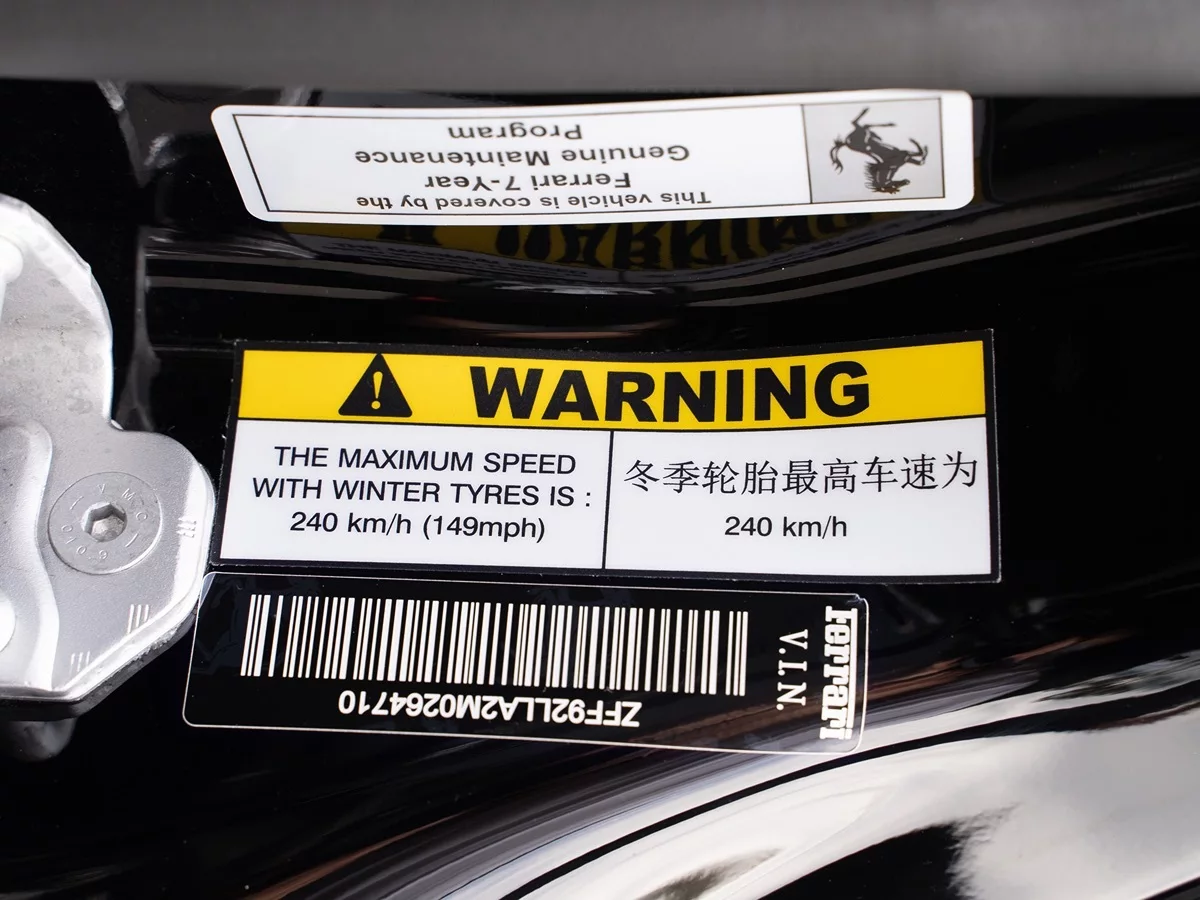 This vehicle is covered by the
Ferrari 7-Year
Genuine Maintenance
Program
WARNING
THE MAXIMUM SPEED
WITH WINTER TYRES IS :
240 km/h (149mph)
冬季轮胎最高车速为
240 km/h
Ferrari
V.I.N.
ZFF92LLA2M0264710